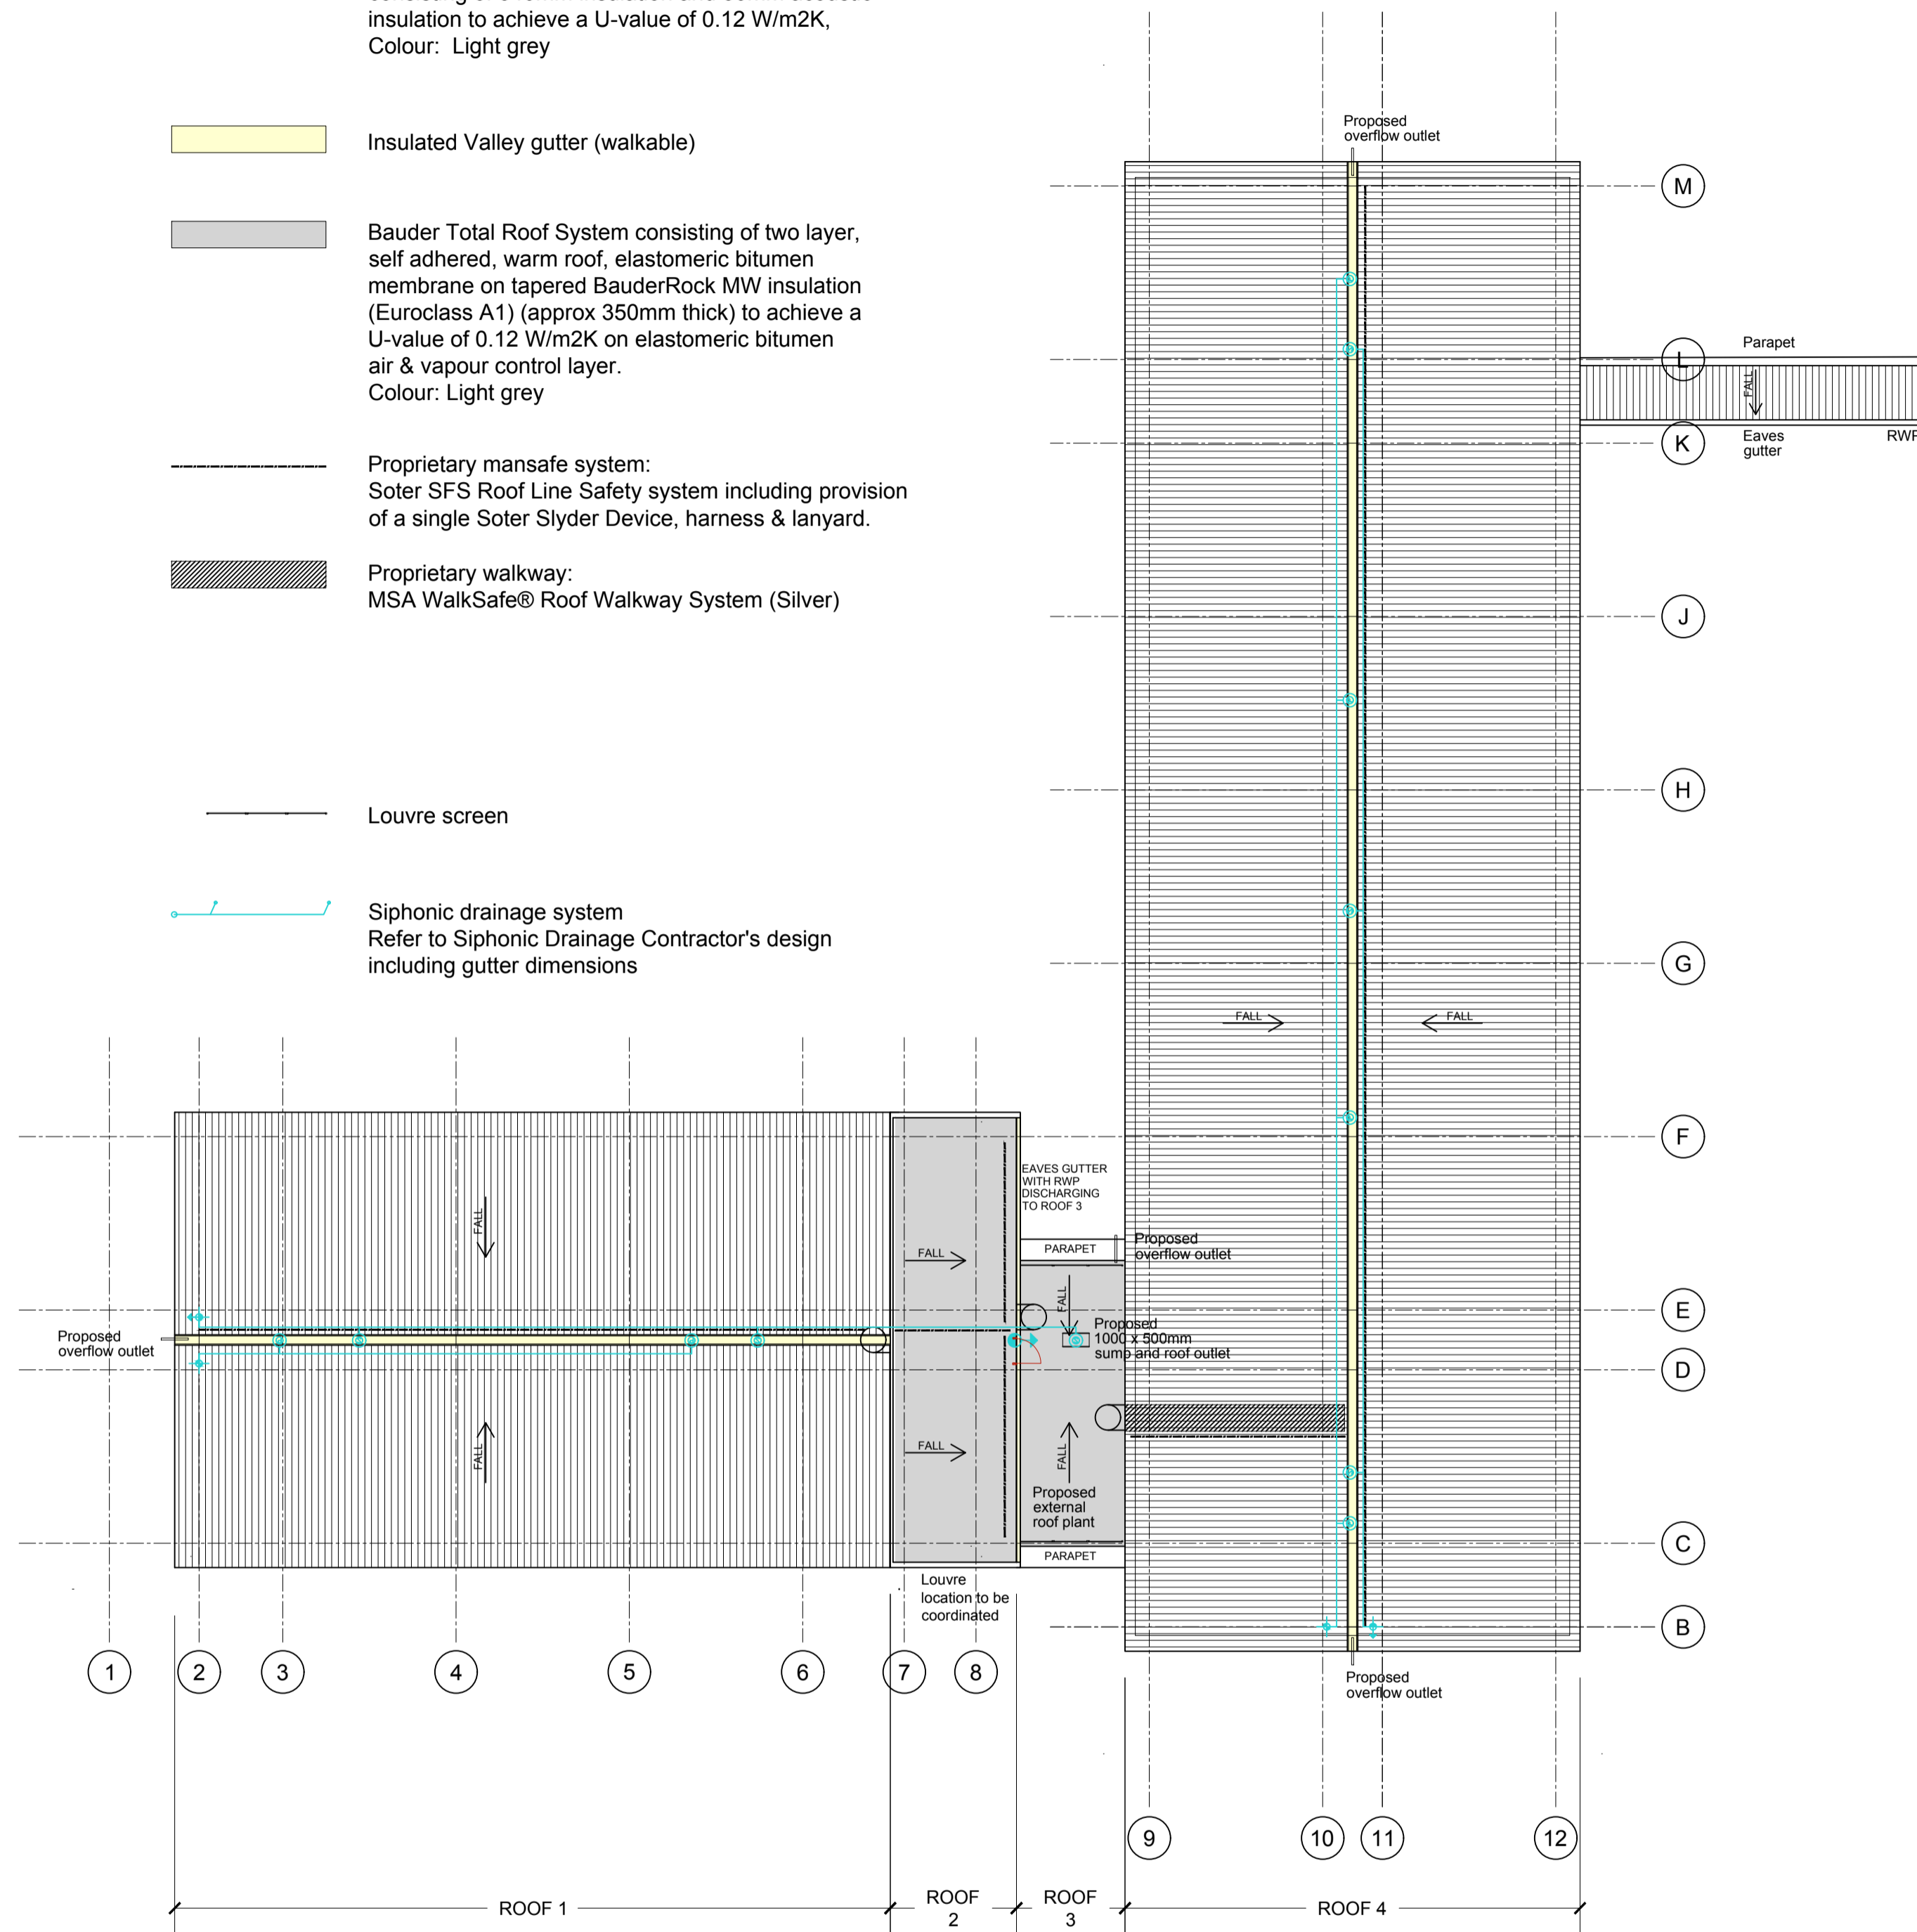 insulation to achieve a U-value of 0.12 W/m2K,
Colour: Light grey
Insulated Valley gutter (walkable)
Bauder Total Roof System consisting of two layer,
self adhered, warm roof, elastomeric bitumen
membrane on tapered BauderRock MW insulation
(Euroclass A1) (approx 350mm thick) to achieve a
U-value of 0.12 W/m2K on elastomeric bitumen
air & vapour control layer.
Colour: Light grey
Proprietary mansafe system:
Soter SFS Roof Line Safety system including provision
of a single Soter Slyder Device, harness & lanyard.
Proprietary walkway:
MSA WalkSafe® Roof Walkway System (Silver)
Louvre screen
Siphonic drainage system
Refer to Siphonic Drainage Contractor's design
including gutter dimensions
Proposed
overflow outlet
M
L
Parapet
FALL
K
Eaves
gutter
RWP
J
H
G
FALL
FALL
F
EAVES GUTTER
WITH RWP
DISCHARGING
TO ROOF 3
FALL
FALL
PARAPET
Proposed
overflow outlet
FALL
E
Proposed
overflow outlet
Proposed
1000 x 500mm
sump and roof outlet
D
FALL
FALL
FALL
Proposed
external
roof plant
C
PARAPET
Louvre
location to be
coordinated
B
1
2
3
4
5
6
7
8
Proposed
overflow outlet
9
10
11
12
ROOF 1
ROOF
2
ROOF
3
ROOF 4